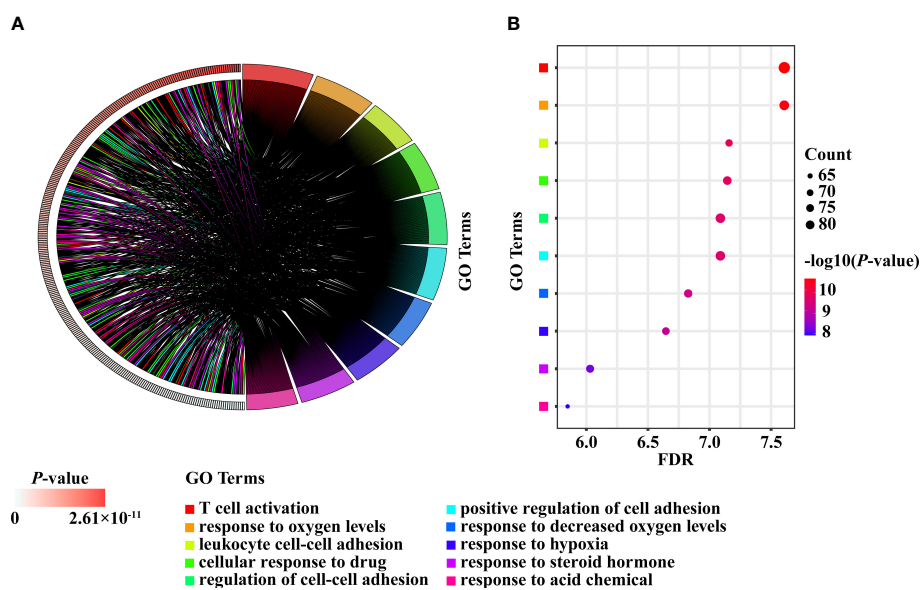 A
B
GO Terms
GO Terms
Count
65
70
75
80
-log10(P-value)
10
9
8
6.0 6.5 7.0 7.5
FDR
P-value
0 2.61×10⁻¹¹
GO Terms
T cell activation
response to oxygen levels
leukocyte cell-cell adhesion
cellular response to drug
regulation of cell-cell adhesion
positive regulation of cell adhesion
response to decreased oxygen levels
response to hypoxia
response to steroid hormone
response to acid chemical